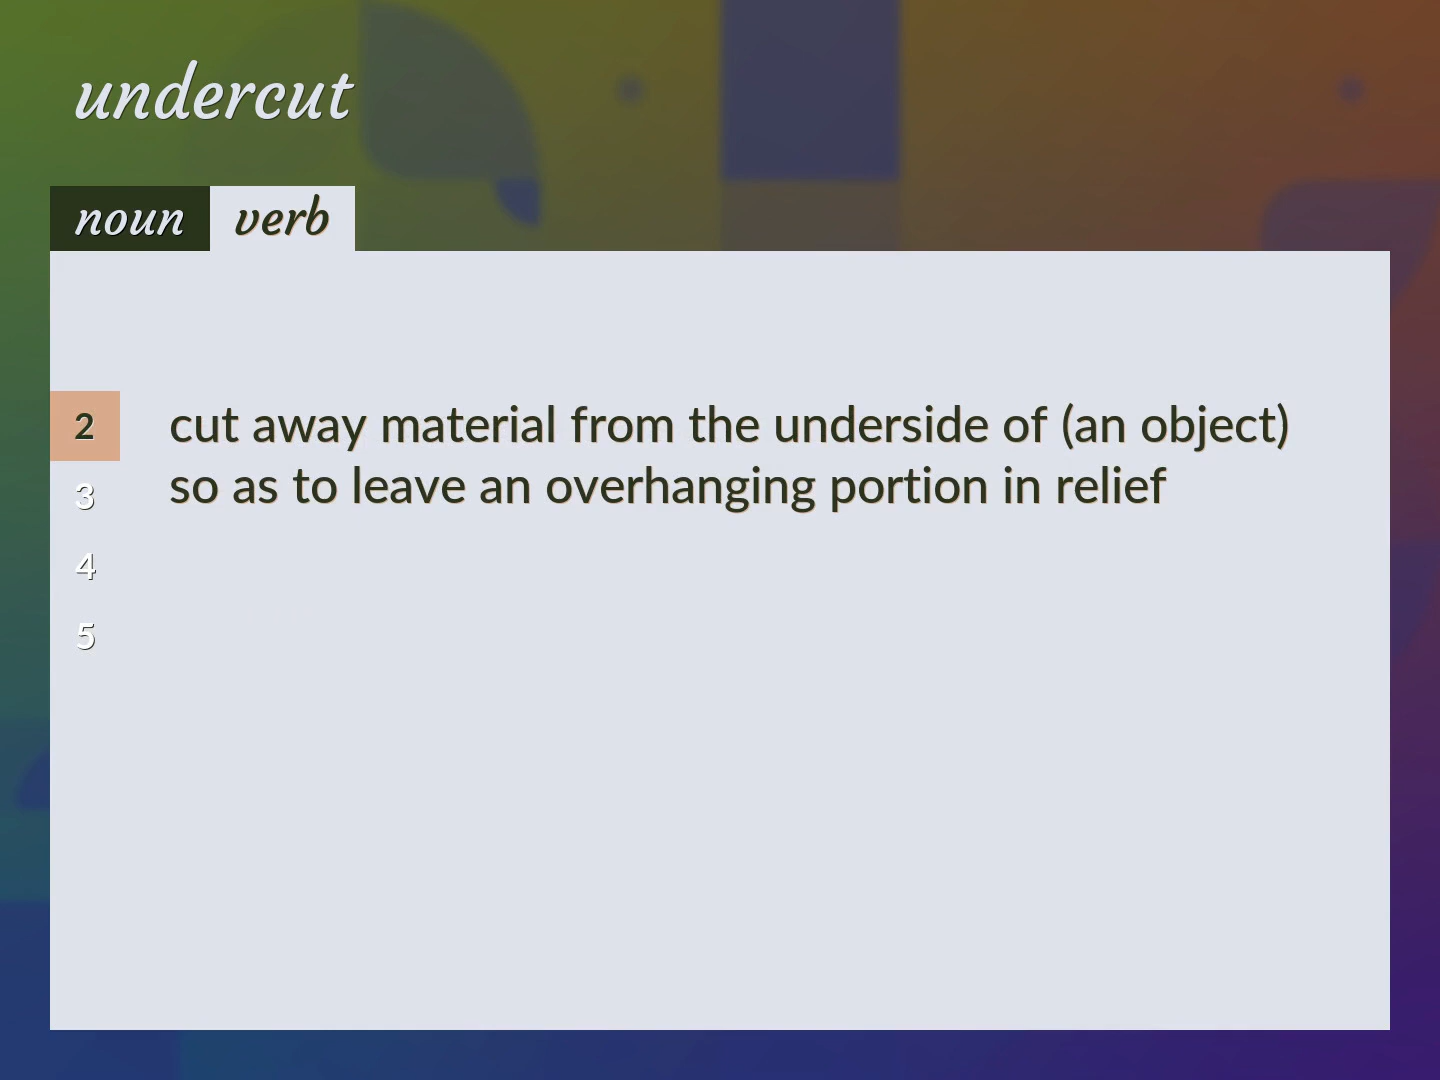 undercut
noun verb
2 cut away material from the underside of (an object)
so as to leave an overhanging portion in relief
3
4
5